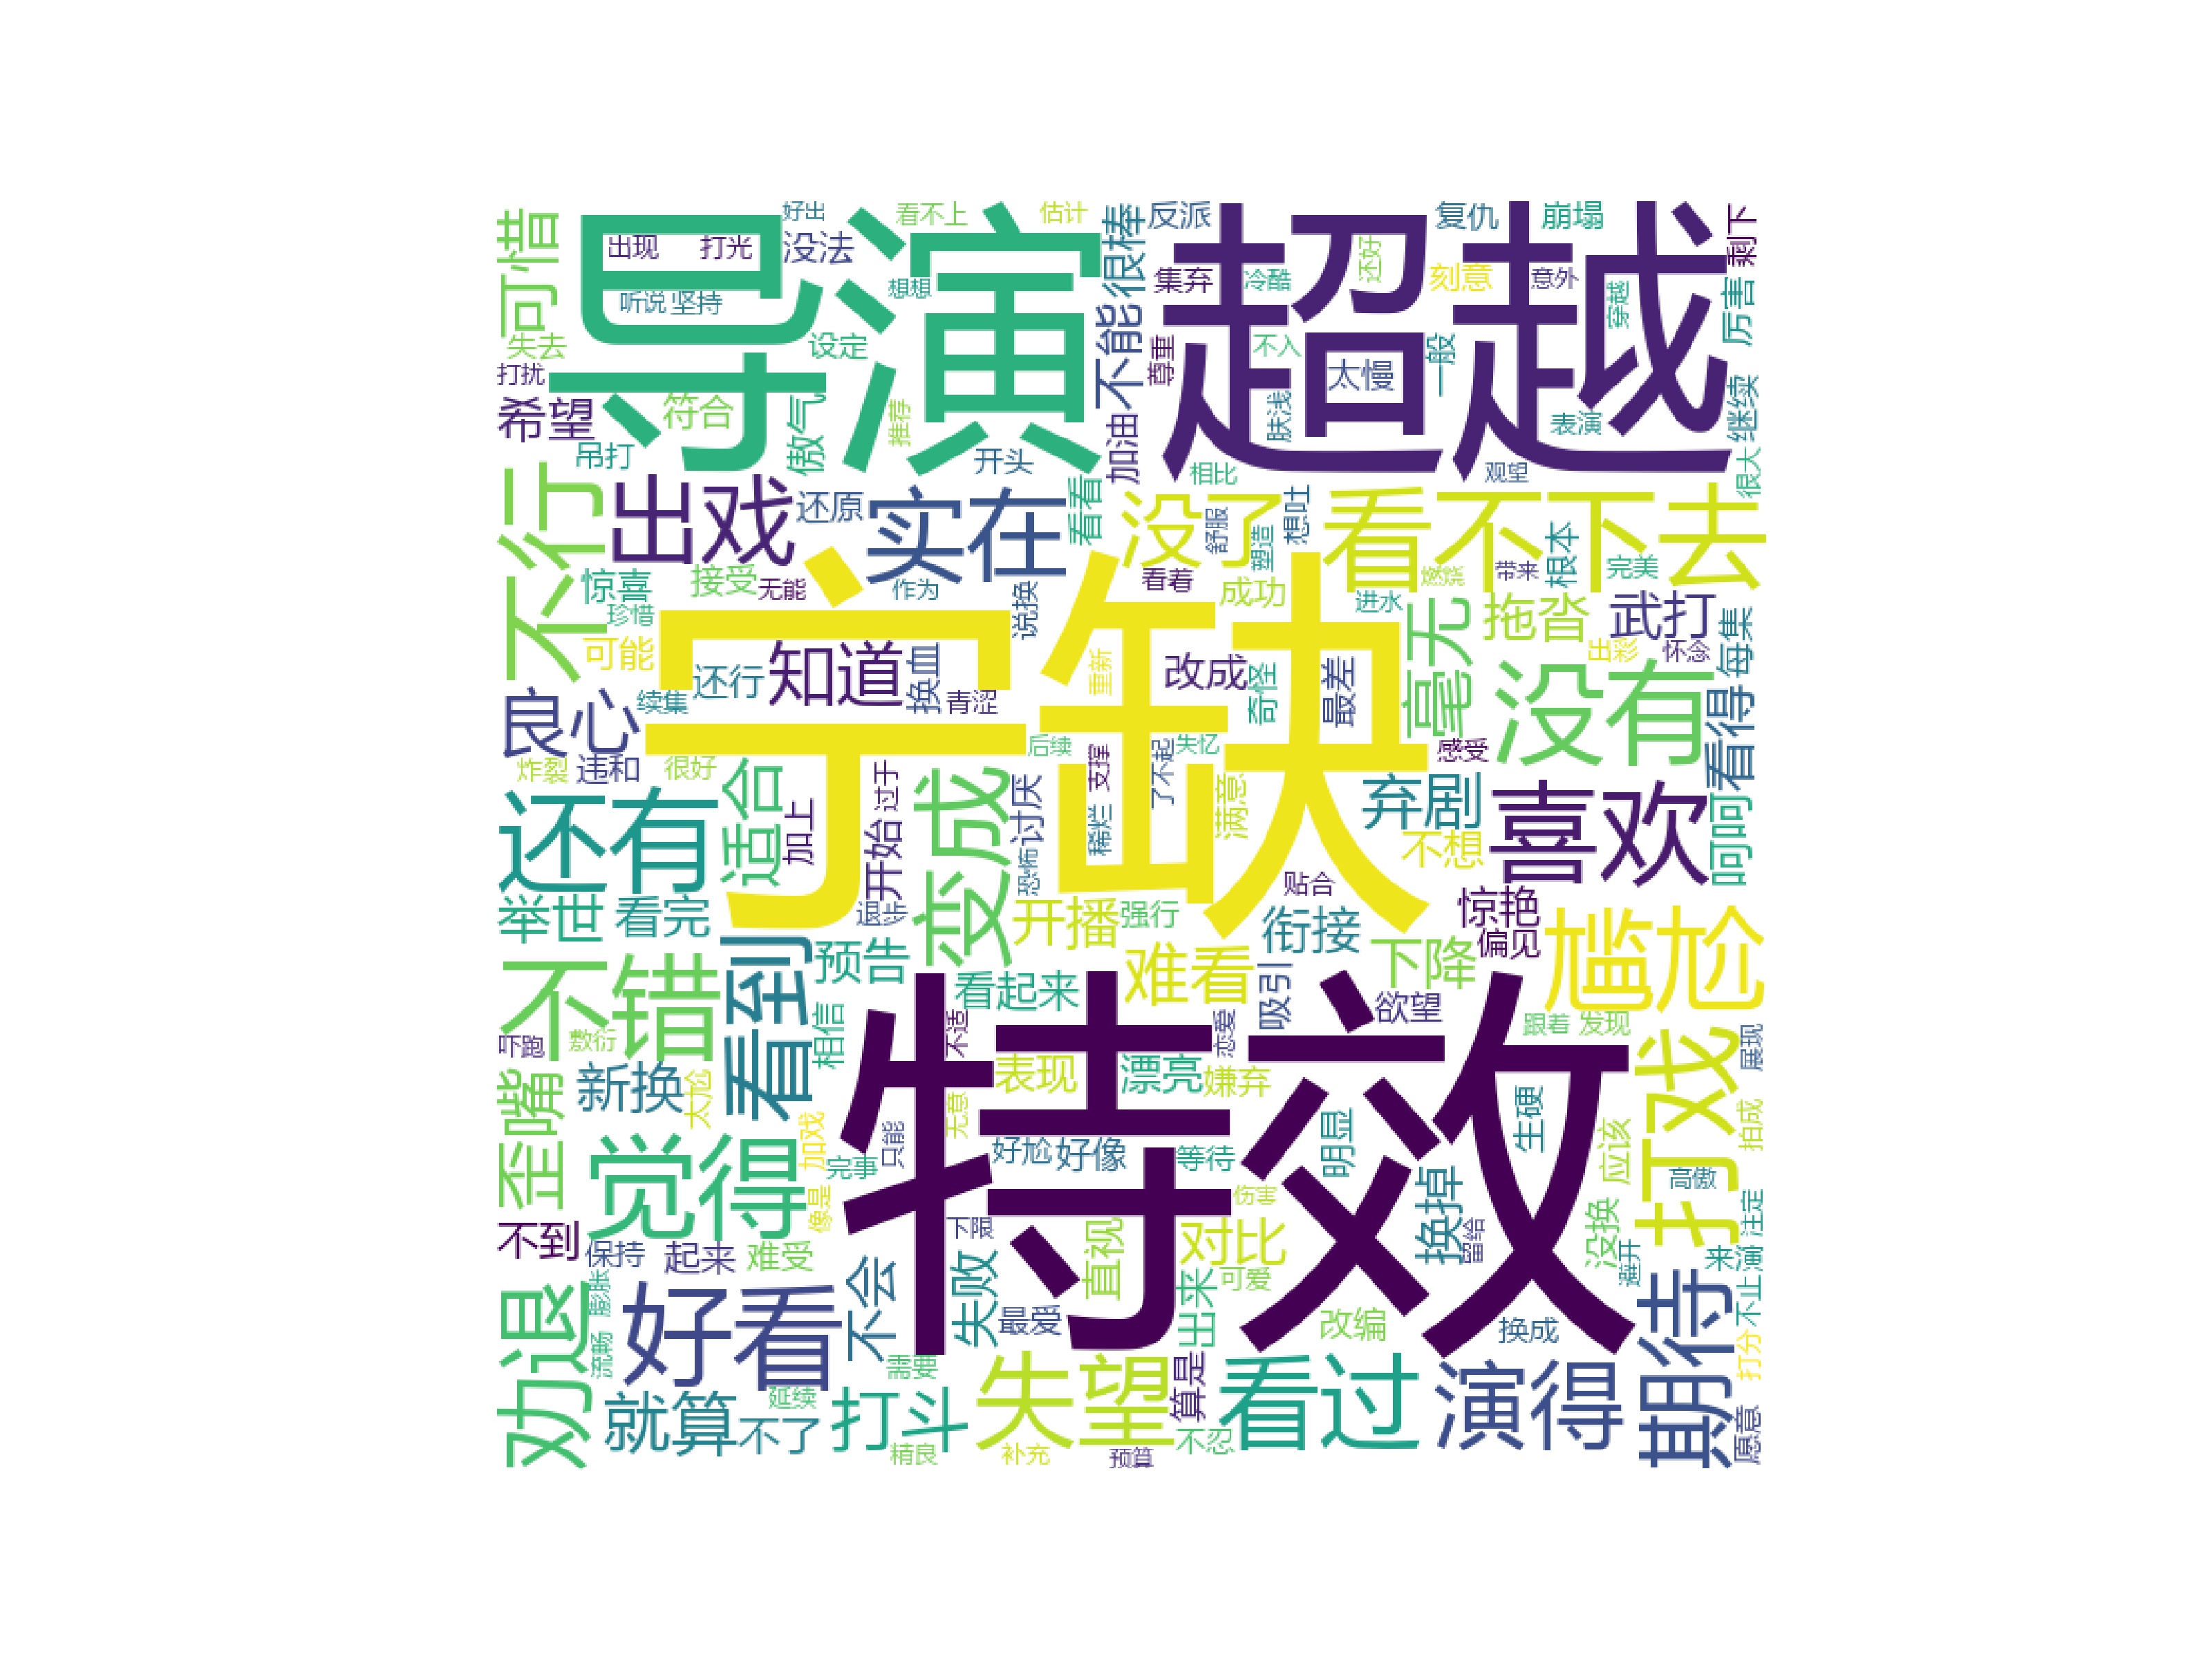 可惜
导演
超越
好出
看不上
估计
很棒
反派
复仇
崩塌
剩下
出现
打光
没法
想想
集弃
冷酷
还好
刻意
意外
穿越
厉害
听说
坚持
失去
设定
不能
尊重
不入
太慢
一般
打扰
希望
符合
傲气
推荐
加油
肤浅
表演
继续
吊打
开头
相比
观望
很大
不行
出戏
还原
实在
看看
没了
舒服
塑造
想吐
看不下去
惊喜
接受
无能
作为
看着
成功
燃烧
带来
根本
完美
珍惜
说换
宁缺
进水
毫无
拖沓
武打
可能
还行
知道
换血
重新
改成
奇怪
最差
出彩
怀念
每集
良心
续集
青涩
没有
看得
炸裂
违和
很好
后续
失忆
感受
还有
适合
加上
过于
开始
变成
讨厌
恐怖
稀烂
支撑
了不起
满意
弃剧
不想
喜欢
呵呵
举世
看完
退步
开播
强行
贴合
衔接
惊艳
偏见
尴尬
不错
看到
预告
看起来
难看
吸引
下降
欲望
吓跑
敷衍
相信
不适
特效
恋爱
跟着
发现
展现
歪嘴
新换
太尬
表现
漂亮
嫌弃
生硬
打戏
拍成
觉得
加戏
完事
只能
无意
好尬
好像
等待
明显
应该
高傲
不到
像是
下限
伤害
换掉
留给
没换
注定
保持
起来
难受
直视
对比
避开
来演
劝退
膨胀
好看
不会
失败
最爱
出来
可爱
改编
换成
期待
不止
流畅
需要
打分
就算
延续
不了
打斗
失望
算是
看过
演得
愿意
精良
补充
预算
不忍